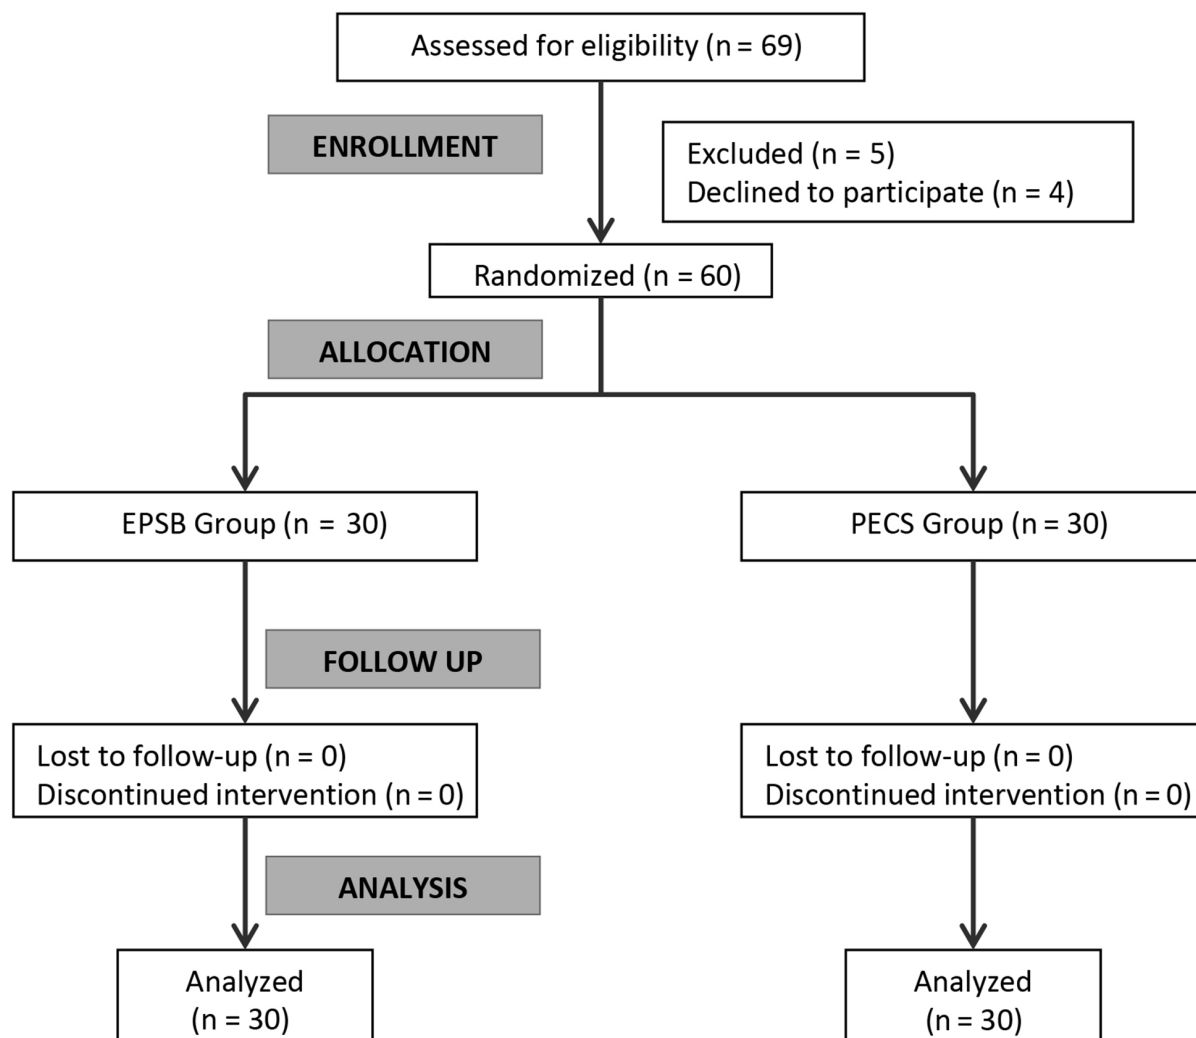 Assessed for eligibility (n = 69)
ENROLLMENT
Excluded (n = 5)
Declined to participate (n = 4)
Randomized (n = 60)
ALLOCATION
EPSB Group (n = 30)
PECS Group (n = 30)
FOLLOW UP
Lost to follow-up (n = 0)
Discontinued intervention (n = 0)
Lost to follow-up (n = 0)
Discontinued intervention (n = 0)
ANALYSIS
Analyzed
(n = 30)
Analyzed
(n = 30)